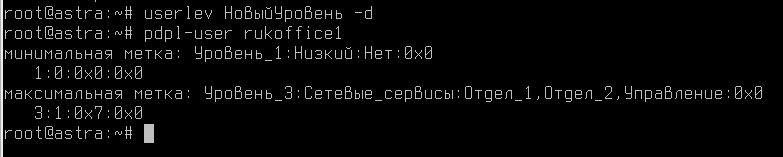 root@astra:~# userlev НовыйУровень -d
root@astra:~# pdpl-user rukoffice1
минимальная метка: Уровень_1:Низкий:Нет:0x0
1:0:0x0:0x0
максимальная метка: Уровень_3:Сетевые_сервисы:Отдел_1,Отдел_2,Управление:0x0
3:1:0x7:0x0
root@astra:~#